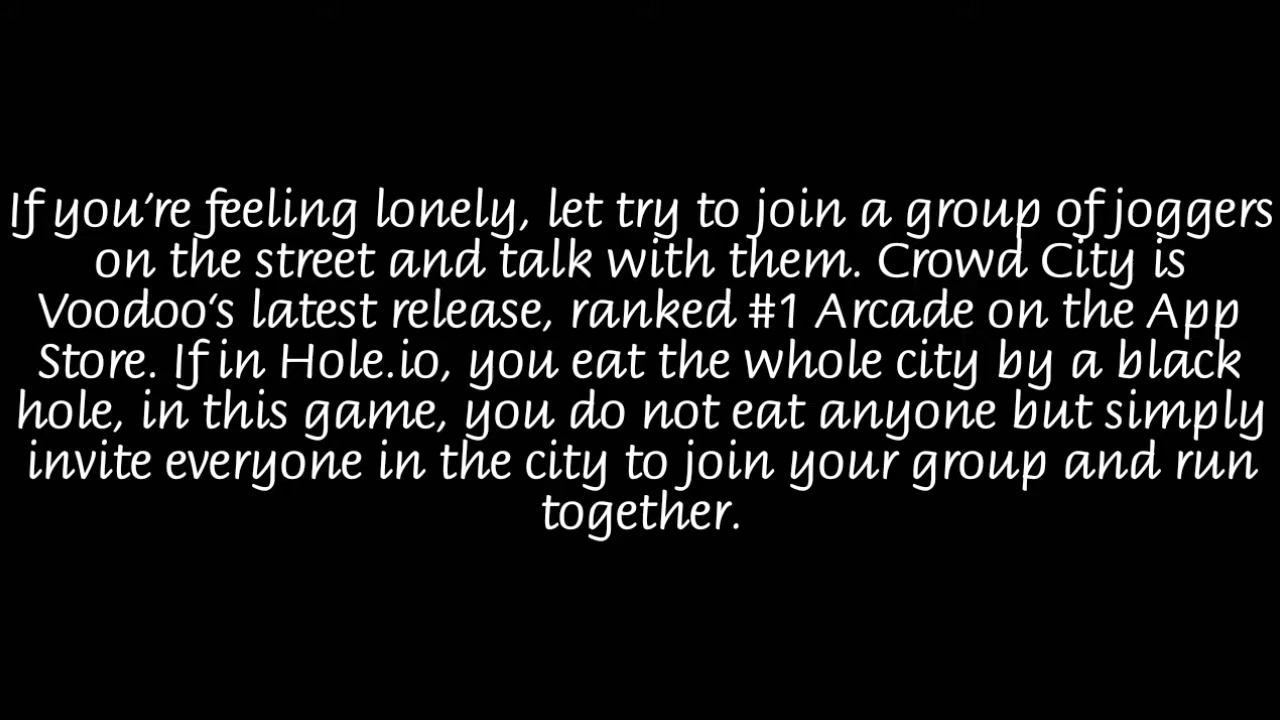 If you're feeling lonely, let try to join a group of joggers
on the street and talk with them. Crowd City is
Voodoo‘s latest release, ranked #1 Arcade on the App
Store. If in Hole.io, you eat the whole city by a black
hole, in this game, you do not eat anyone but simply
invite everyone in the city to join your group and run
together.